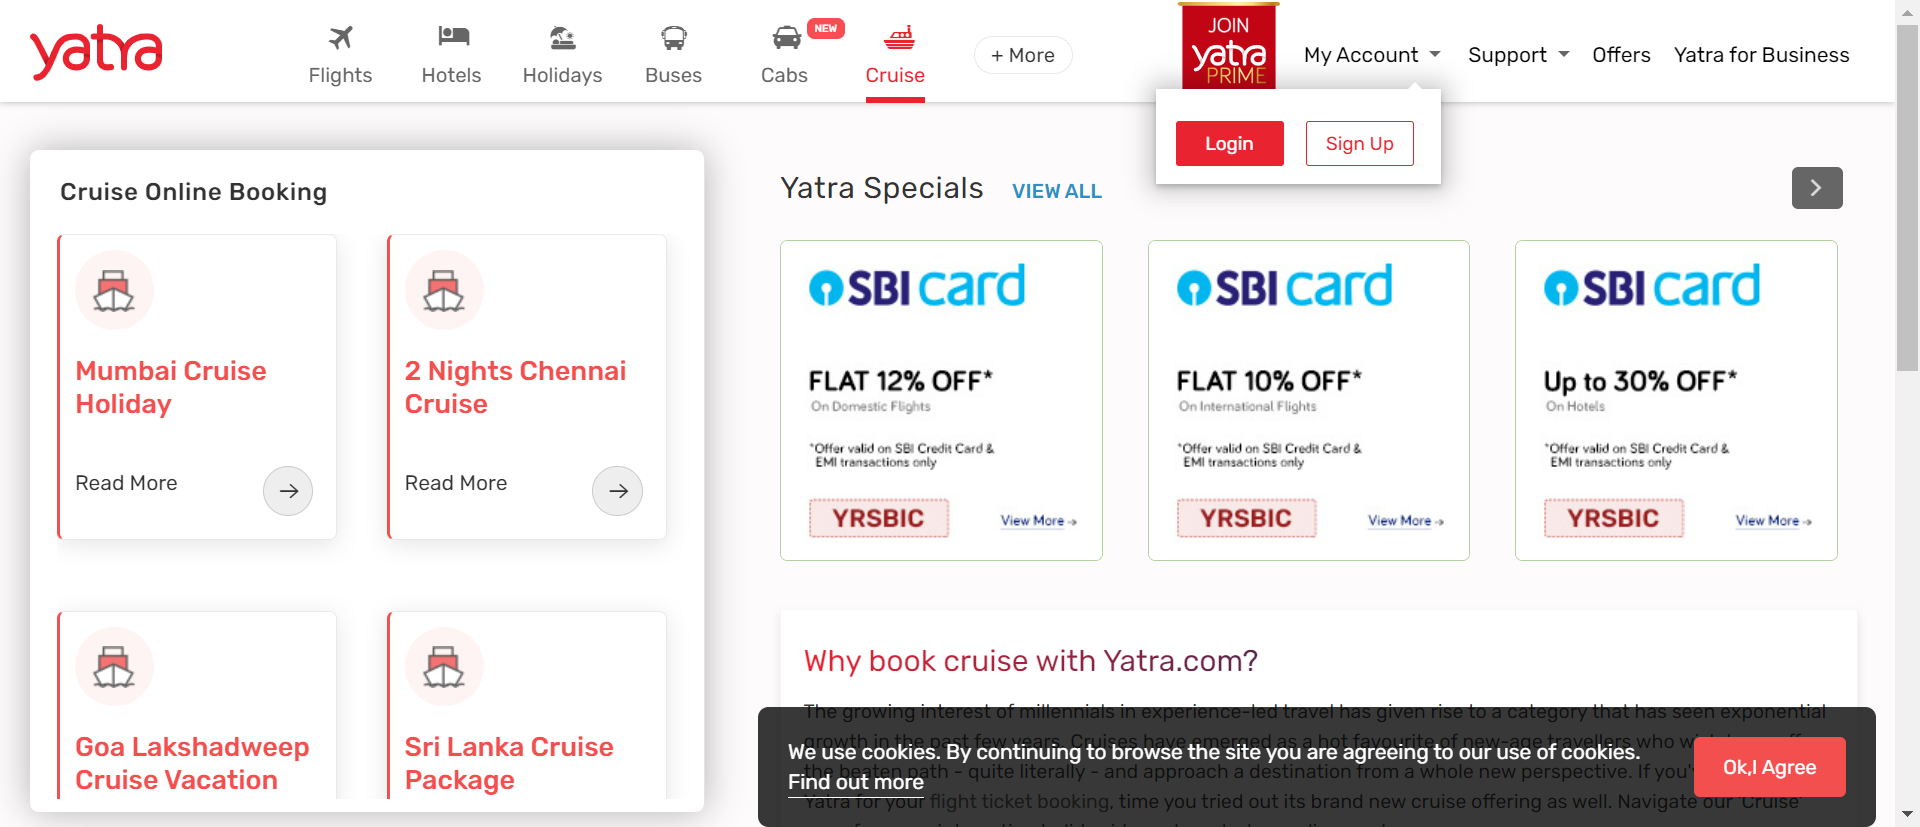 yatra
Flights
Hotels
Holidays
Buses
Cabs
NEW
Cruise
+ More
JOIN
yatra
PRIME
My Account
Support
Offers
Yatra for Business
Login
Sign Up
Cruise Online Booking
Mumbai Cruise
Holiday
Read More
2 Nights Chennai
Cruise
Read More
Goa Lakshadweep
Cruise Vacation
Sri Lanka Cruise
Package
Yatra Specials VIEW ALL
SBI card
FLAT 12% OFF*
On Domestic Flights
*Offer valid on SBI Credit Card &
EMI transactions only
YRSBIC
View More
SBI card
FLAT 10% OFF*
On International Flights
*Offer valid on SBI Credit Card &
EMI transactions only
YRSBIC
View More
SBI card
Up to 30% OFF*
On Hotels
*Offer valid on SBI Credit Card &
EMI transactions only
YRSBIC
View More
Why book cruise with Yatra.com?
The growing interest of millennials in experience-led travel has given rise to a category that has seen exponential
growth in the past few years. Cruises have emerged as a hot favourite of new-age travellers who
the beaten path - quite literally - and approach a destination from a whole new perspective. If you'
Yatra for your flight ticket booking, time you tried out its brand new cruise offering as well. Navigate our 'Cruise'
We use cookies. By continuing to browse the site you are agreeing to our use of cookies.
Find out more
Ok,I Agree